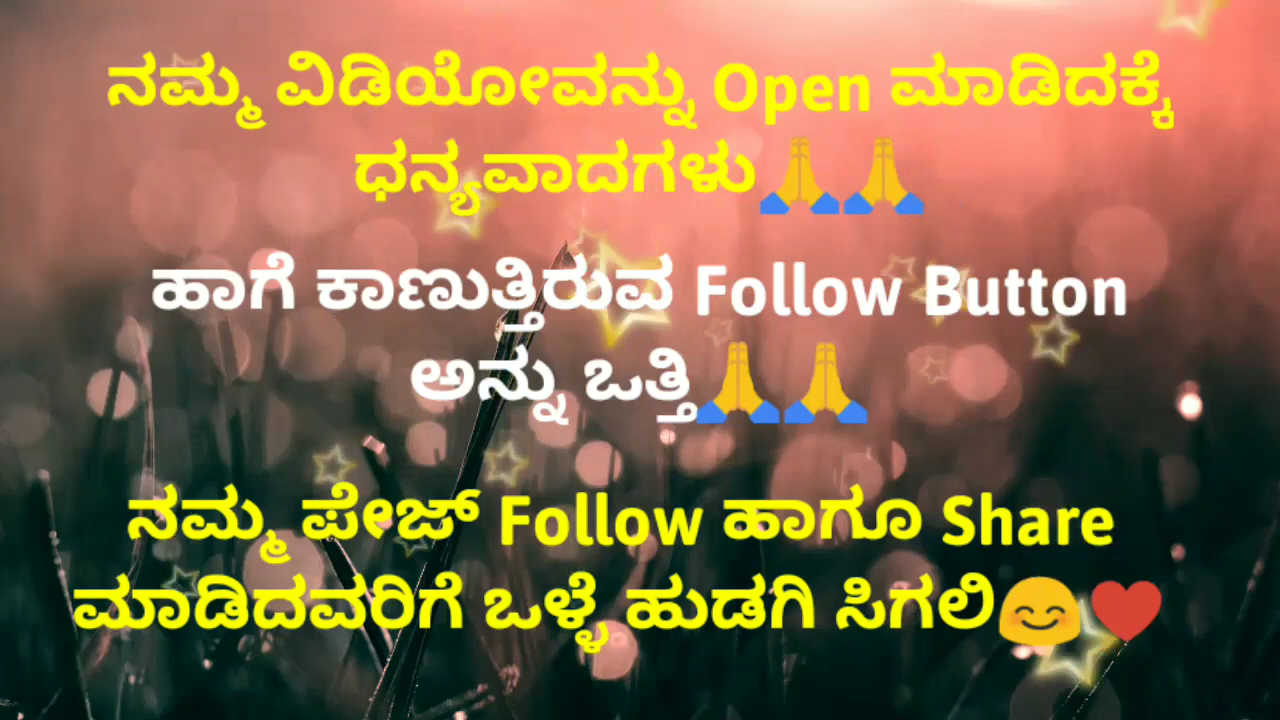 ನಮ್ಮ ವಿಡಿಯೋವನ್ನು Open ಮಾಡಿದಕ್ಕೆ
ಧನ್ಯವಾದಗಳು🙏🙏
ಹಾಗೆ ಕಾಣುತ್ತಿರುವ Follow Button
ಅನ್ನು ಒತ್ತಿ🙏🙏
ನಮ್ಮ ಪೇಜ್ Follow ಹಾಗೂ Share
ಮಾಡಿದವರಿಗೆ ಒಳ್ಳೆ ಹುಡಗಿ ಸಿಗಲಿ😊❤️